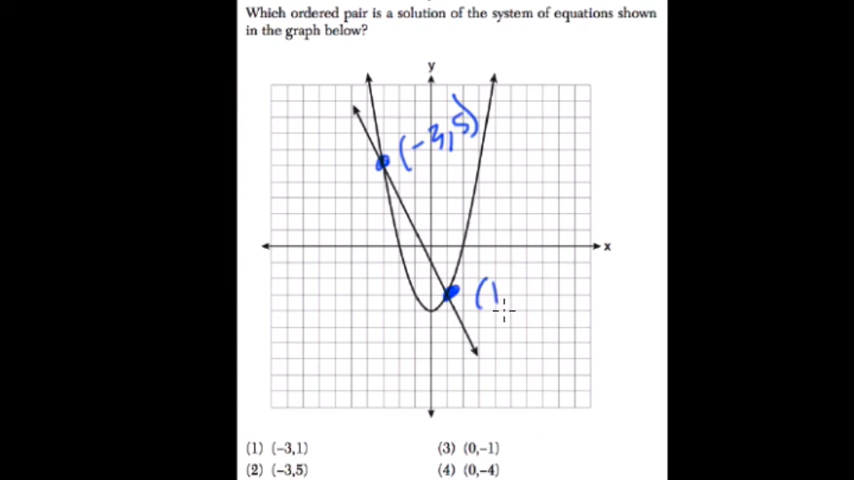 Which ordered pair is a solution of the system of equations shown
in the graph below?
y
(-3,5)
x
(1
(1) (−3,1)
(3) (0,−1)
(2) (−3,5)
(4) (0,−4)